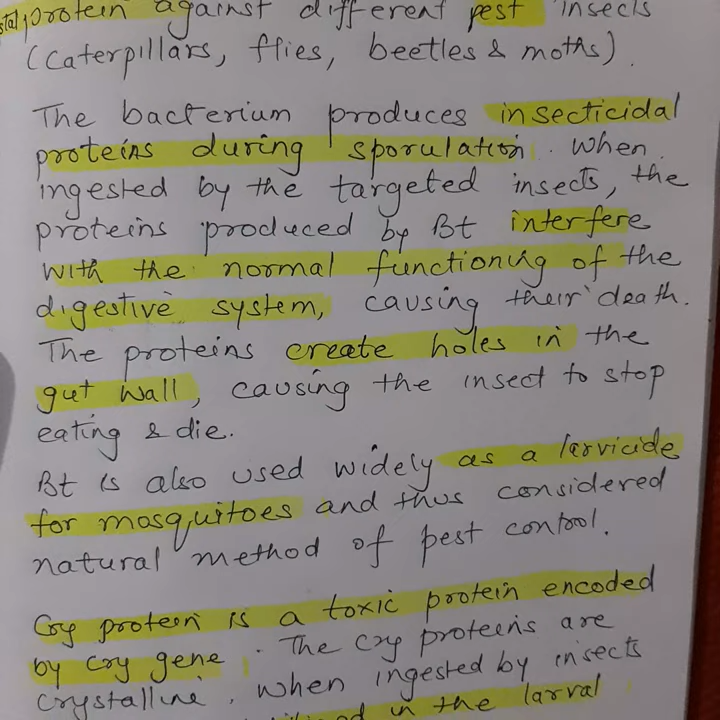 protein against different pest insects
(caterpillars, flies, beetles & moths).
The bacterium produces insecticidal
proteins during sporulation. When
ingested by the targeted insects, the
proteins produced by Bt interfere
with the normal functioning of the
digestive system, causing their death.
The proteins create holes in the
gut wall, causing the insect to stop
eating & die.
Bt is also used widely as a larvicide
for mosquitoes and thus considered
natural method of pest control.
Cry protein is a toxic protein encoded
by cry gene. The cry proteins are
crystalline. When ingested by insects
in the larval